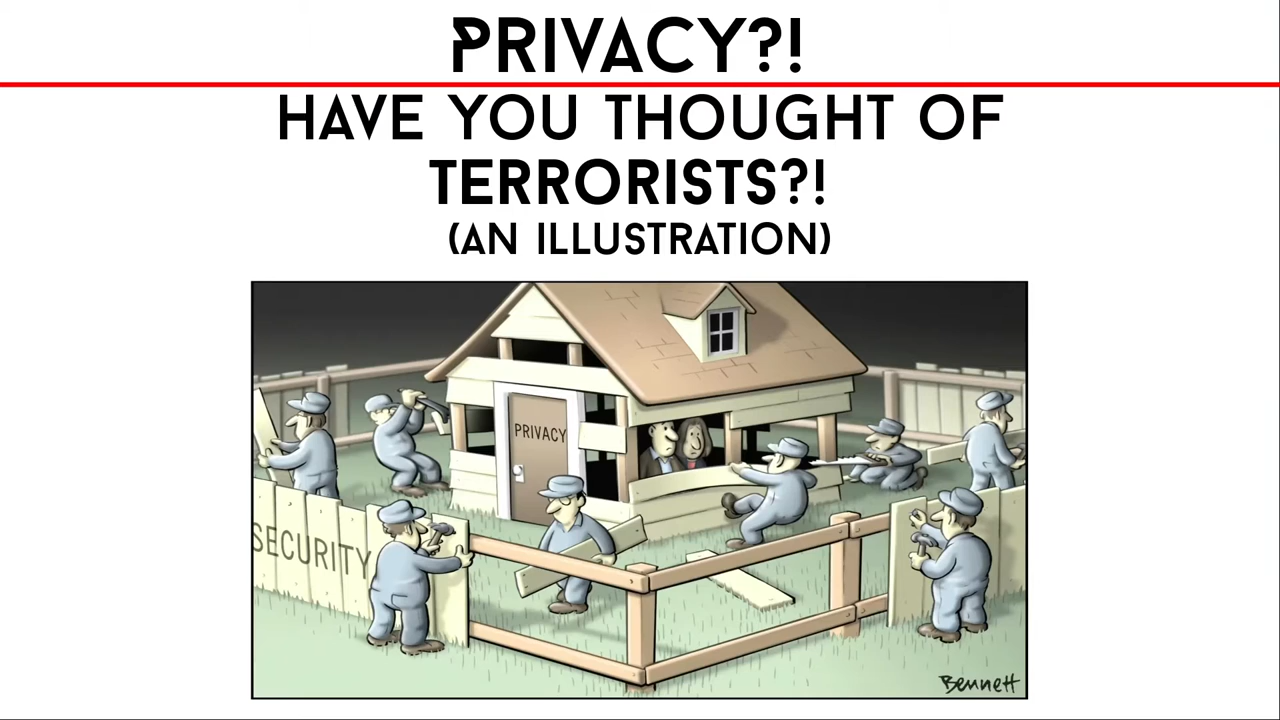 PRIVACY?!
HAVE YOU THOUGHT OF
TERRORISTS?!
(AN ILLUSTRATION)
PRIVACY
SECURITY
Bennett